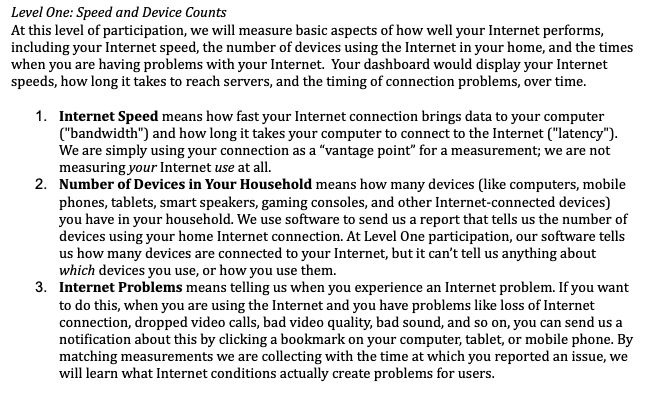 Level One: Speed and Device Counts
At this level of participation, we will measure basic aspects of how well your Internet performs,
including your Internet speed, the number of devices using the Internet in your home, and the times
when you are having problems with your Internet.  Your dashboard would display your Internet
speeds, how long it takes to reach servers, and the timing of connection problems, over time.
1. Internet Speed means how fast your Internet connection brings data to your computer
("bandwidth") and how long it takes your computer to connect to the Internet ("latency").
We are simply using your connection as a “vantage point” for a measurement; we are not
measuring your Internet use at all.
2. Number of Devices in Your Household means how many devices (like computers, mobile
phones, tablets, smart speakers, gaming consoles, and other Internet-connected devices)
you have in your household. We use software to send us a report that tells us the number of
devices using your home Internet connection. At Level One participation, our software tells
us how many devices are connected to your Internet, but it can’t tell us anything about
which devices you use, or how you use them.
3. Internet Problems means telling us when you experience an Internet problem. If you want
to do this, when you are using the Internet and you have problems like loss of Internet
connection, dropped video calls, bad video quality, bad sound, and so on, you can send us a
notification about this by clicking a bookmark on your computer, tablet, or mobile phone. By
matching measurements we are collecting with the time at which you reported an issue, we
will learn what Internet conditions actually create problems for users.